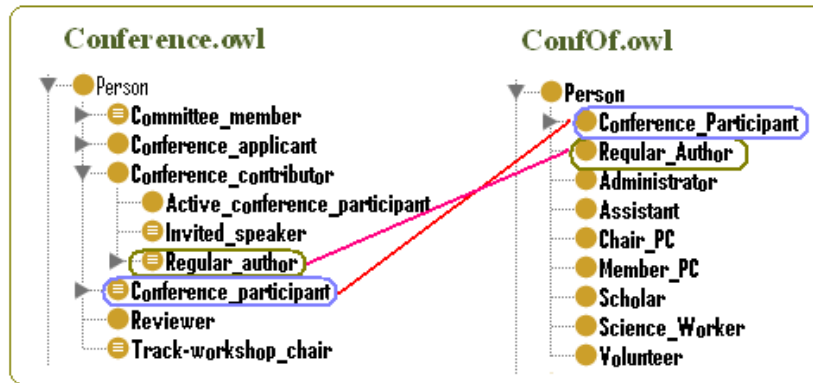 Conference.owl
Person
Committee_member
Conference_applicant
Conference_contributor
Active_conference_participant
Invited_speaker
Regular_author
Conference_participant
Reviewer
Track-workshop_chair
ConfOf.owl
Person
Conference_Participant
Reqular_Author
Administrator
Assistant
Chair_PC
Member_PC
Scholar
Science_Worker
Volunteer